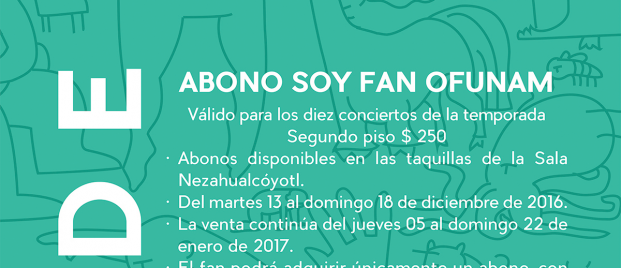 DE
ABONO SOY FAN OFUNAM
Válido para los diez conciertos de la temporada
Segundo piso $ 250
· Abonos disponibles en las taquillas de la Sala
Nezahualcóyotl.
· Del martes 13 al domingo 18 de diciembre de 2016.
· La venta continúa del jueves 05 al domingo 22 de
enero de 2017.
· El fan podrá adquirir únicamente un abono, con